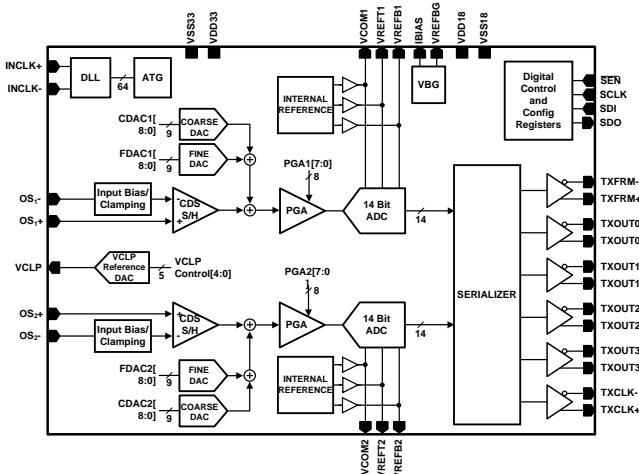 VSS33
VDD33
VCOM1
VREFT1
VREFB1
IBIAS
VREFBG
VDD18
VSS18
INCLK+
INCLK-
DLL
64
ATG
INTERNAL
REFERENCE
VBG
Digital
Control
and
Config
Registers
SEN
SCLK
SDI
SDO
CDAC1[
8:0]
9
COARSE
DAC
FDAC1[
8:0]
9
FINE
DAC
PGA1[7:0]
8
OS1-
OS1+
Input Bias/
Clamping
-
+
CDS
S/H
+
+
PGA
14 Bit
ADC
14
VCLP
VCLP
Reference
DAC
5
VCLP
Control[4:0]
SERIALIZER
TXFRM-
TXFRM+
TXOUT0
TXOUT0
TXOUT1
TXOUT1
TXOUT2
TXOUT2
TXOUT3
TXOUT3
TXCLK-
TXCLK+
PGA2[7:0
8
OS2+
OS2-
Input Bias/
Clamping
+
-
CDS
S/H
+
+
PGA
14 Bit
ADC
14
FDAC2[
8:0]
9
FINE
DAC
CDAC2[
8:0]
9
COARSE
DAC
INTERNAL
REFERENCE
VCOM2
VREFT2
VREFB2